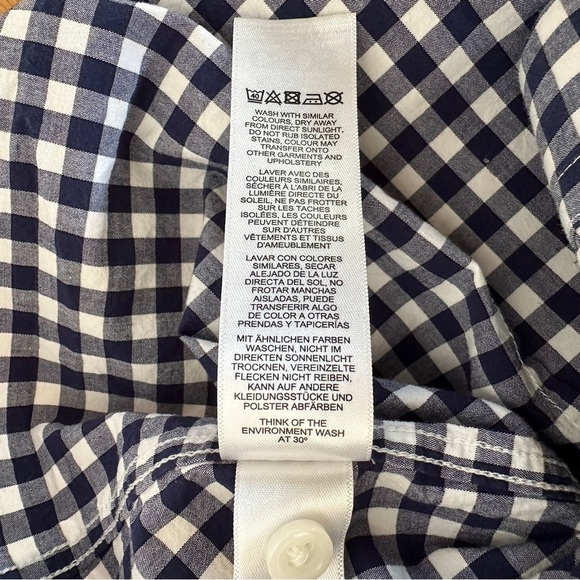 40
WASH WITH SIMILAR
COLOURS, DRY AWAY
FROM DIRECT SUNLIGHT,
DO NOT RUB ISOLATED
STAINS, COLOUR MAY
TRANSFER ONTO
OTHER GARMENTS AND
UPHOLSTERY
LAVER AVEC DES
COULEURS SIMILAIRES,
SÉCHER À L'ABRI DE LA
LUMIÈRE DIRECTE DU
SOLEIL, NE PAS FROTTER
SUR LES TACHES
ISOLÉES, LES COULEURS
PEUVENT DÉTEINDRE
SUR D'AUTRES
VÊTEMENTS ET TISSUS
D'AMEUBLEMENT
LAVAR CON COLORES
SIMILARES, SECAR
ALEJADO DE LA LUZ
DIRECTA DEL SOL, NO
FROTAR MANCHAS
AISLADAS, PUEDE
TRANSFERIR ALGO
DE COLOR A OTRAS
PRENDAS Y TAPICERÍAS
MIT ÄHNLICHEN FARBEN
WASCHEN, NICHT IM
DIREKTEN SONNENLICHT
TROCKNEN, VEREINZELTE
FLECKEN NICHT REIBEN,
KANN AUF ANDERE
KLEIDUNGSSTÜCKE UND
POLSTER ABFÄRBEN
THINK OF THE
ENVIRONMENT WASH
AT 30°